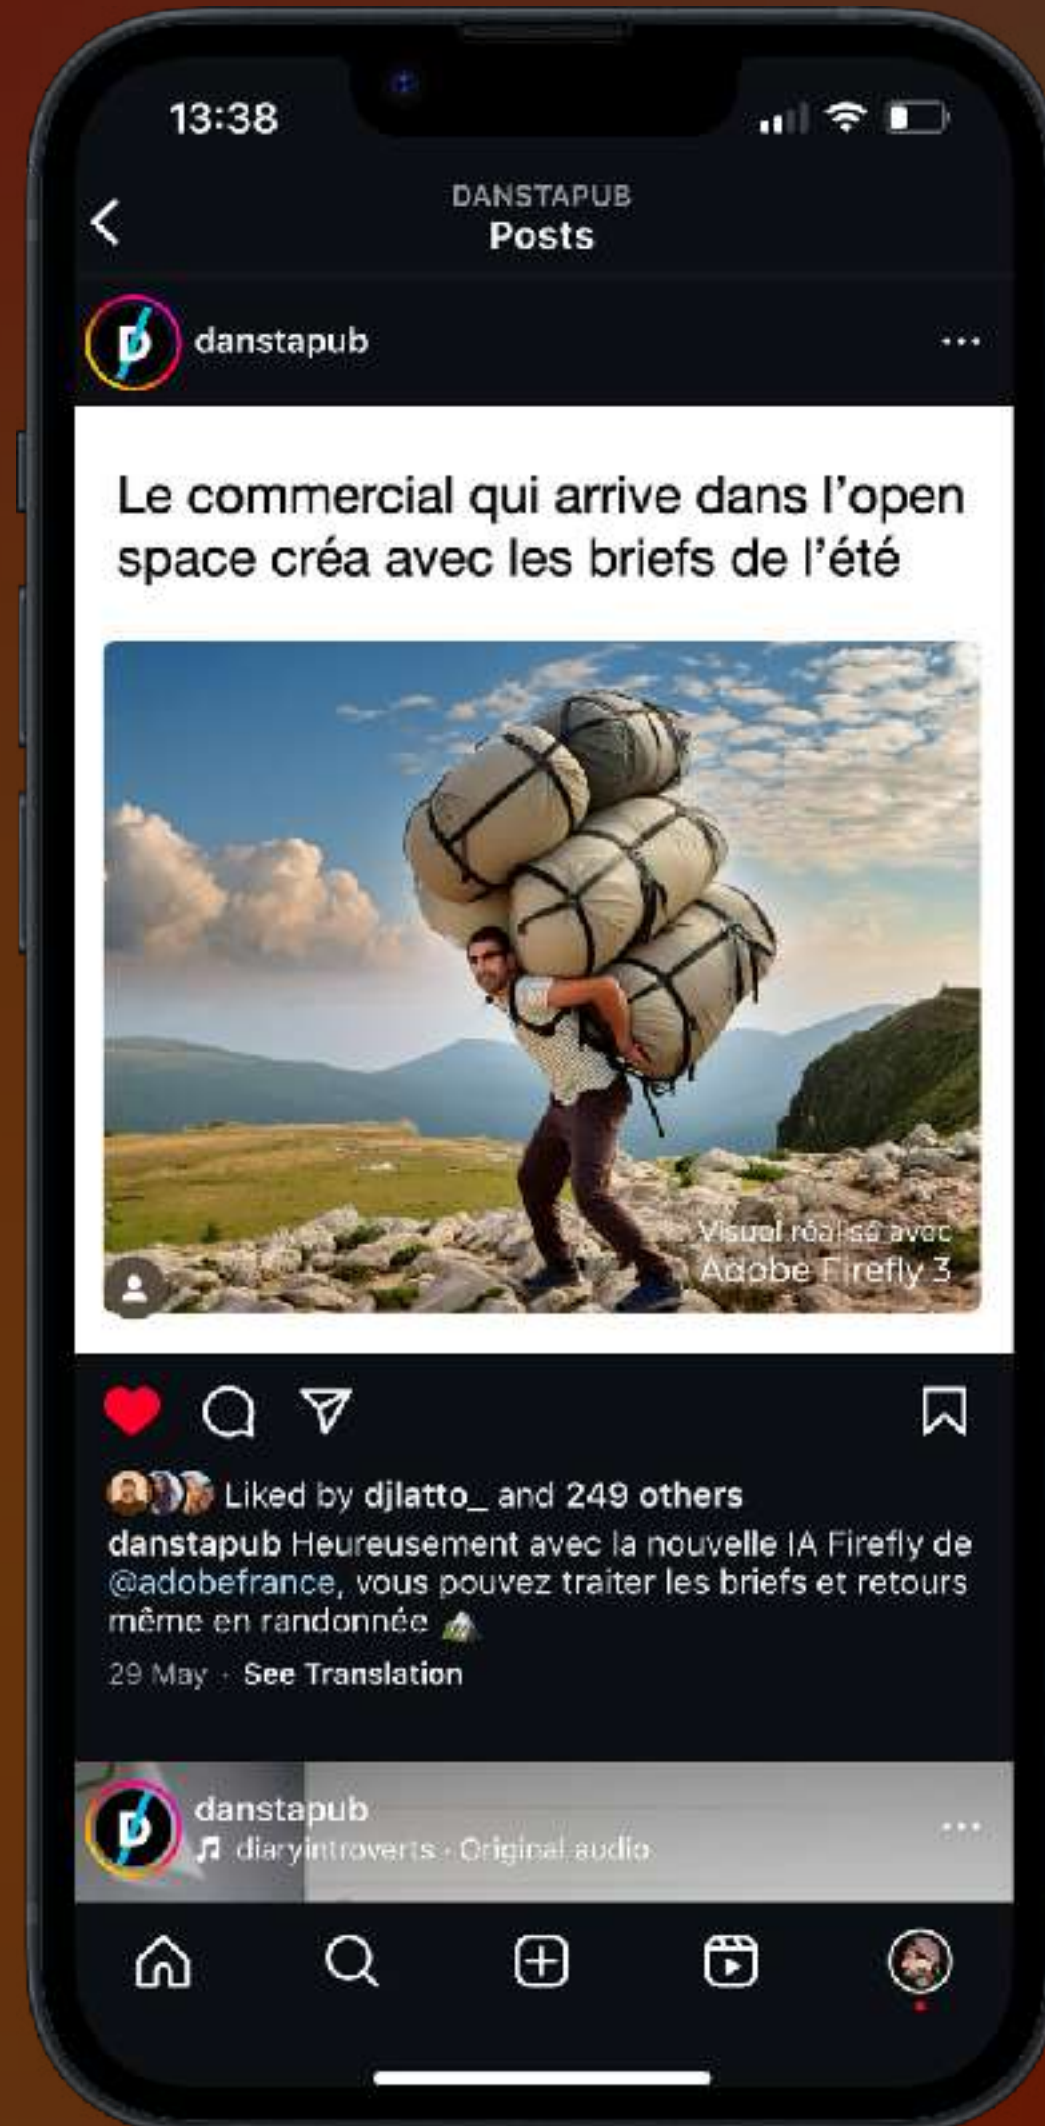 13:38
DANSTAPUB
Posts
danstapub
Le commercial qui arrive dans l’open
space créa avec les briefs de l’été
Visuel réalisé avec
Adobe Firefly 3
Liked by djlatto_ and 249 others
danstapub Heureusement avec la nouvelle IA Firefly de
@adobefrance, vous pouvez traiter les briefs et retours
même en randonnée
29 May · See Translation
danstapub
diaryintroverts · Original audio